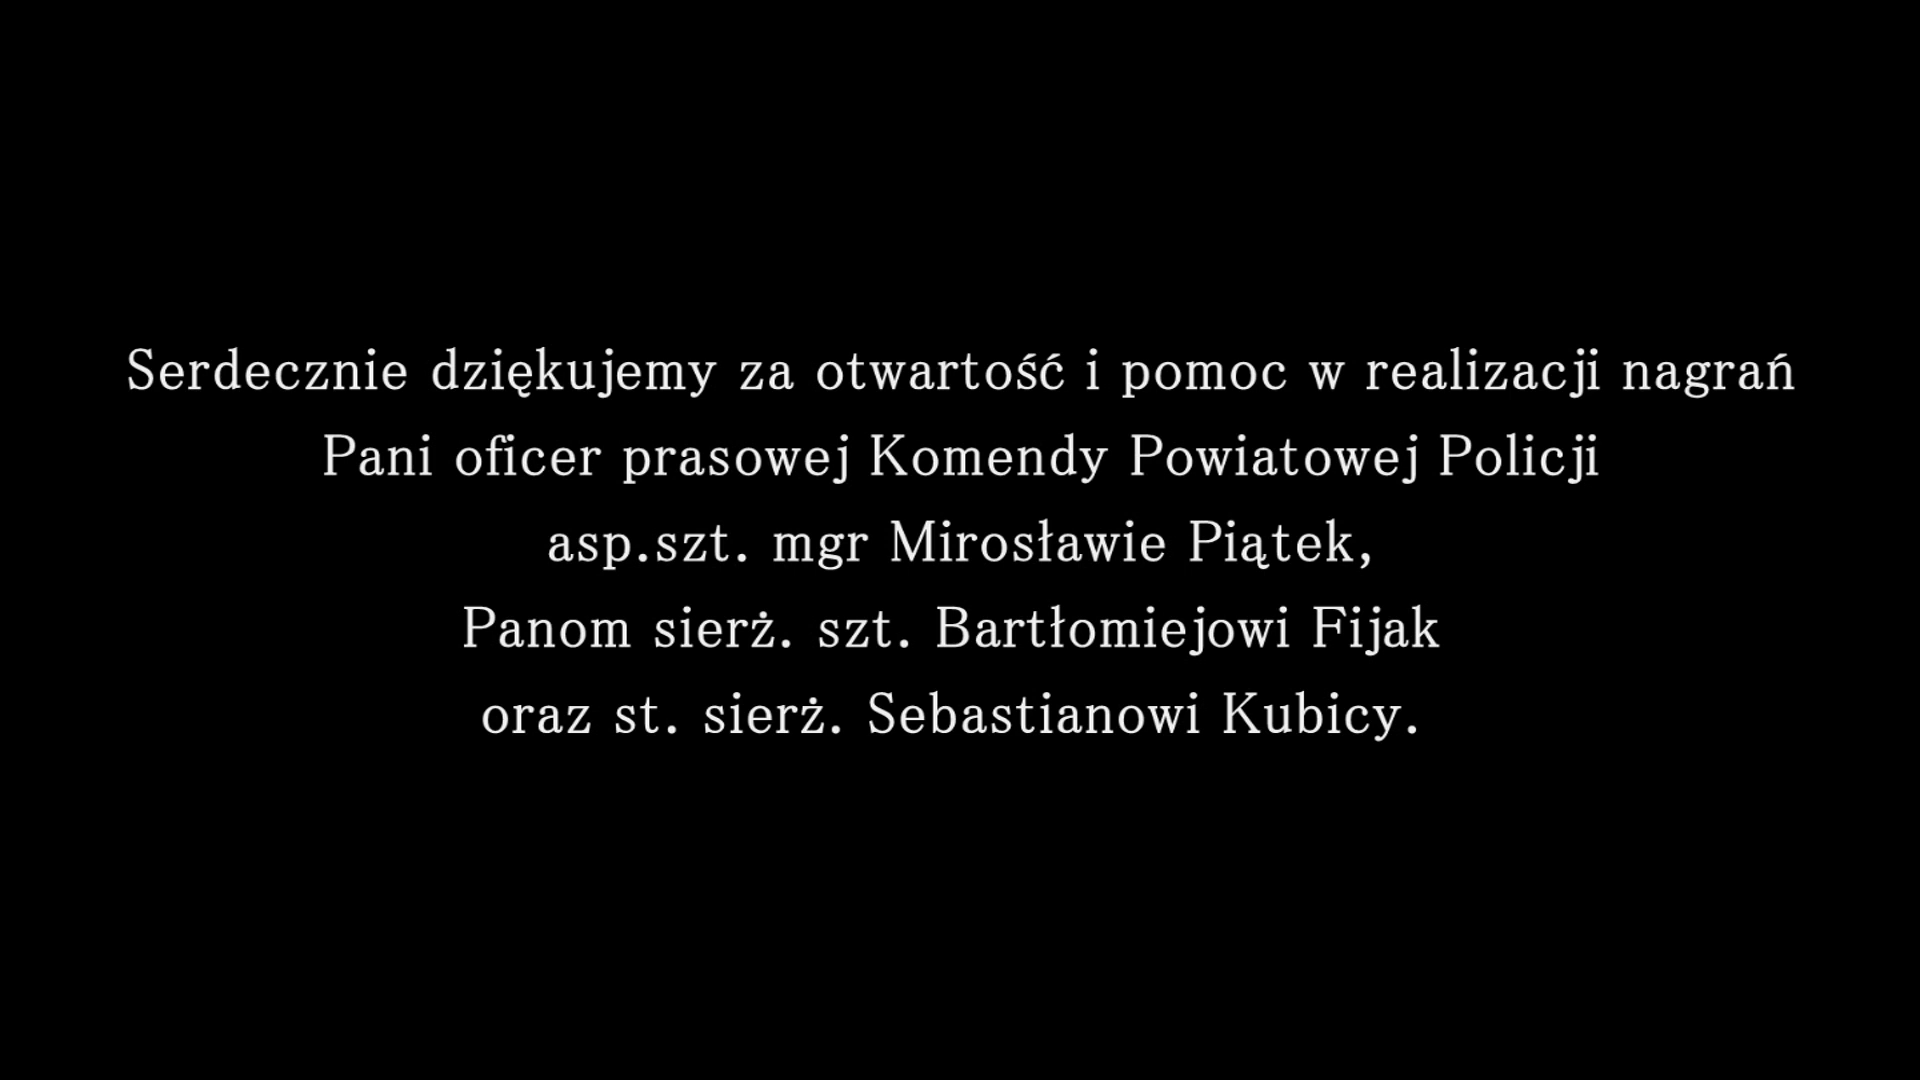 Serdecznie dziękujemy za otwartość i pomoc w realizacji nagrań
Pani oficer prasowej Komendy Powiatowej Policji
asp.szt. mgr Mirosławie Piątek,
Panom sierż. szt. Bartłomiejowi Fijak
oraz st. sierż. Sebastianowi Kubicy.